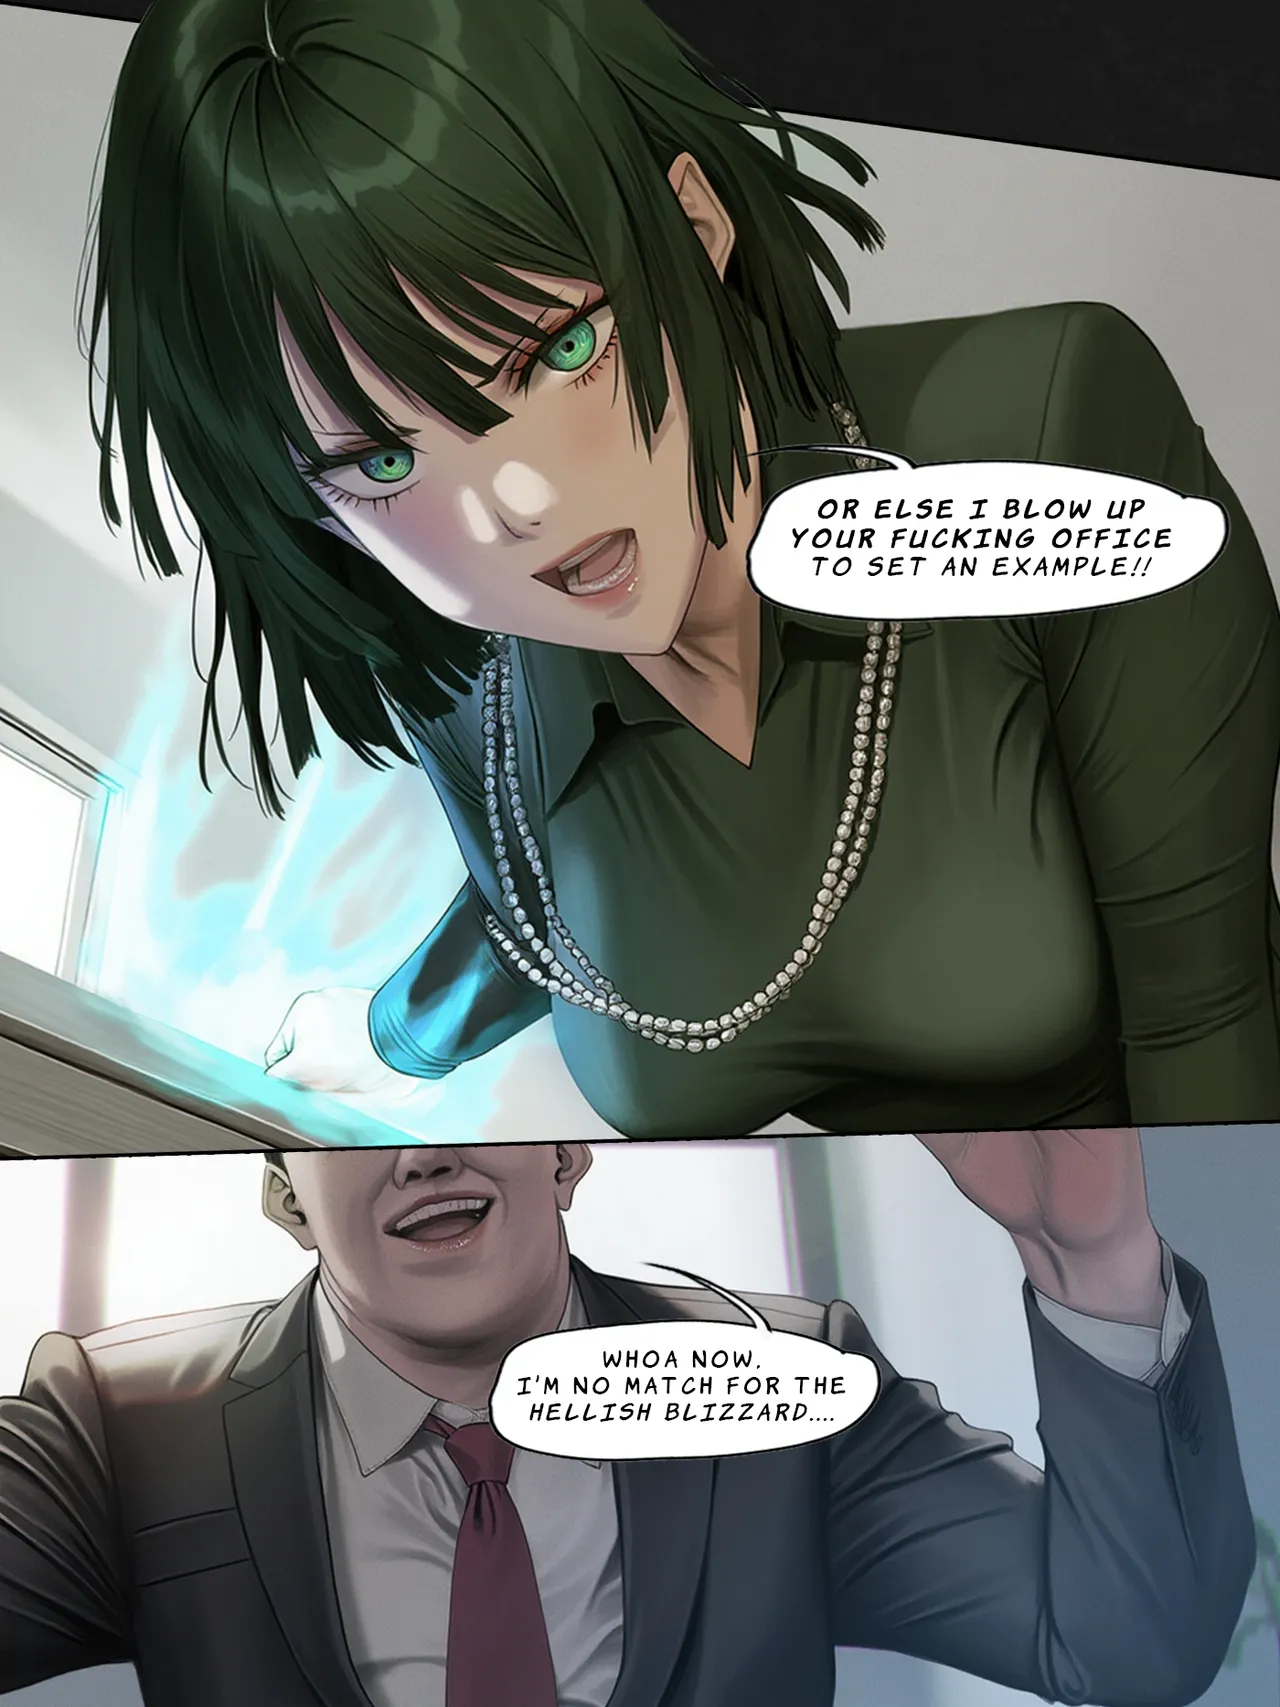 OR ELSE I BLOW UP
YOUR FUCKING OFFICE
TO SET AN EXAMPLE!!
WHOA NOW.
I'M NO MATCH FOR THE
HELLISH BLIZZARD....